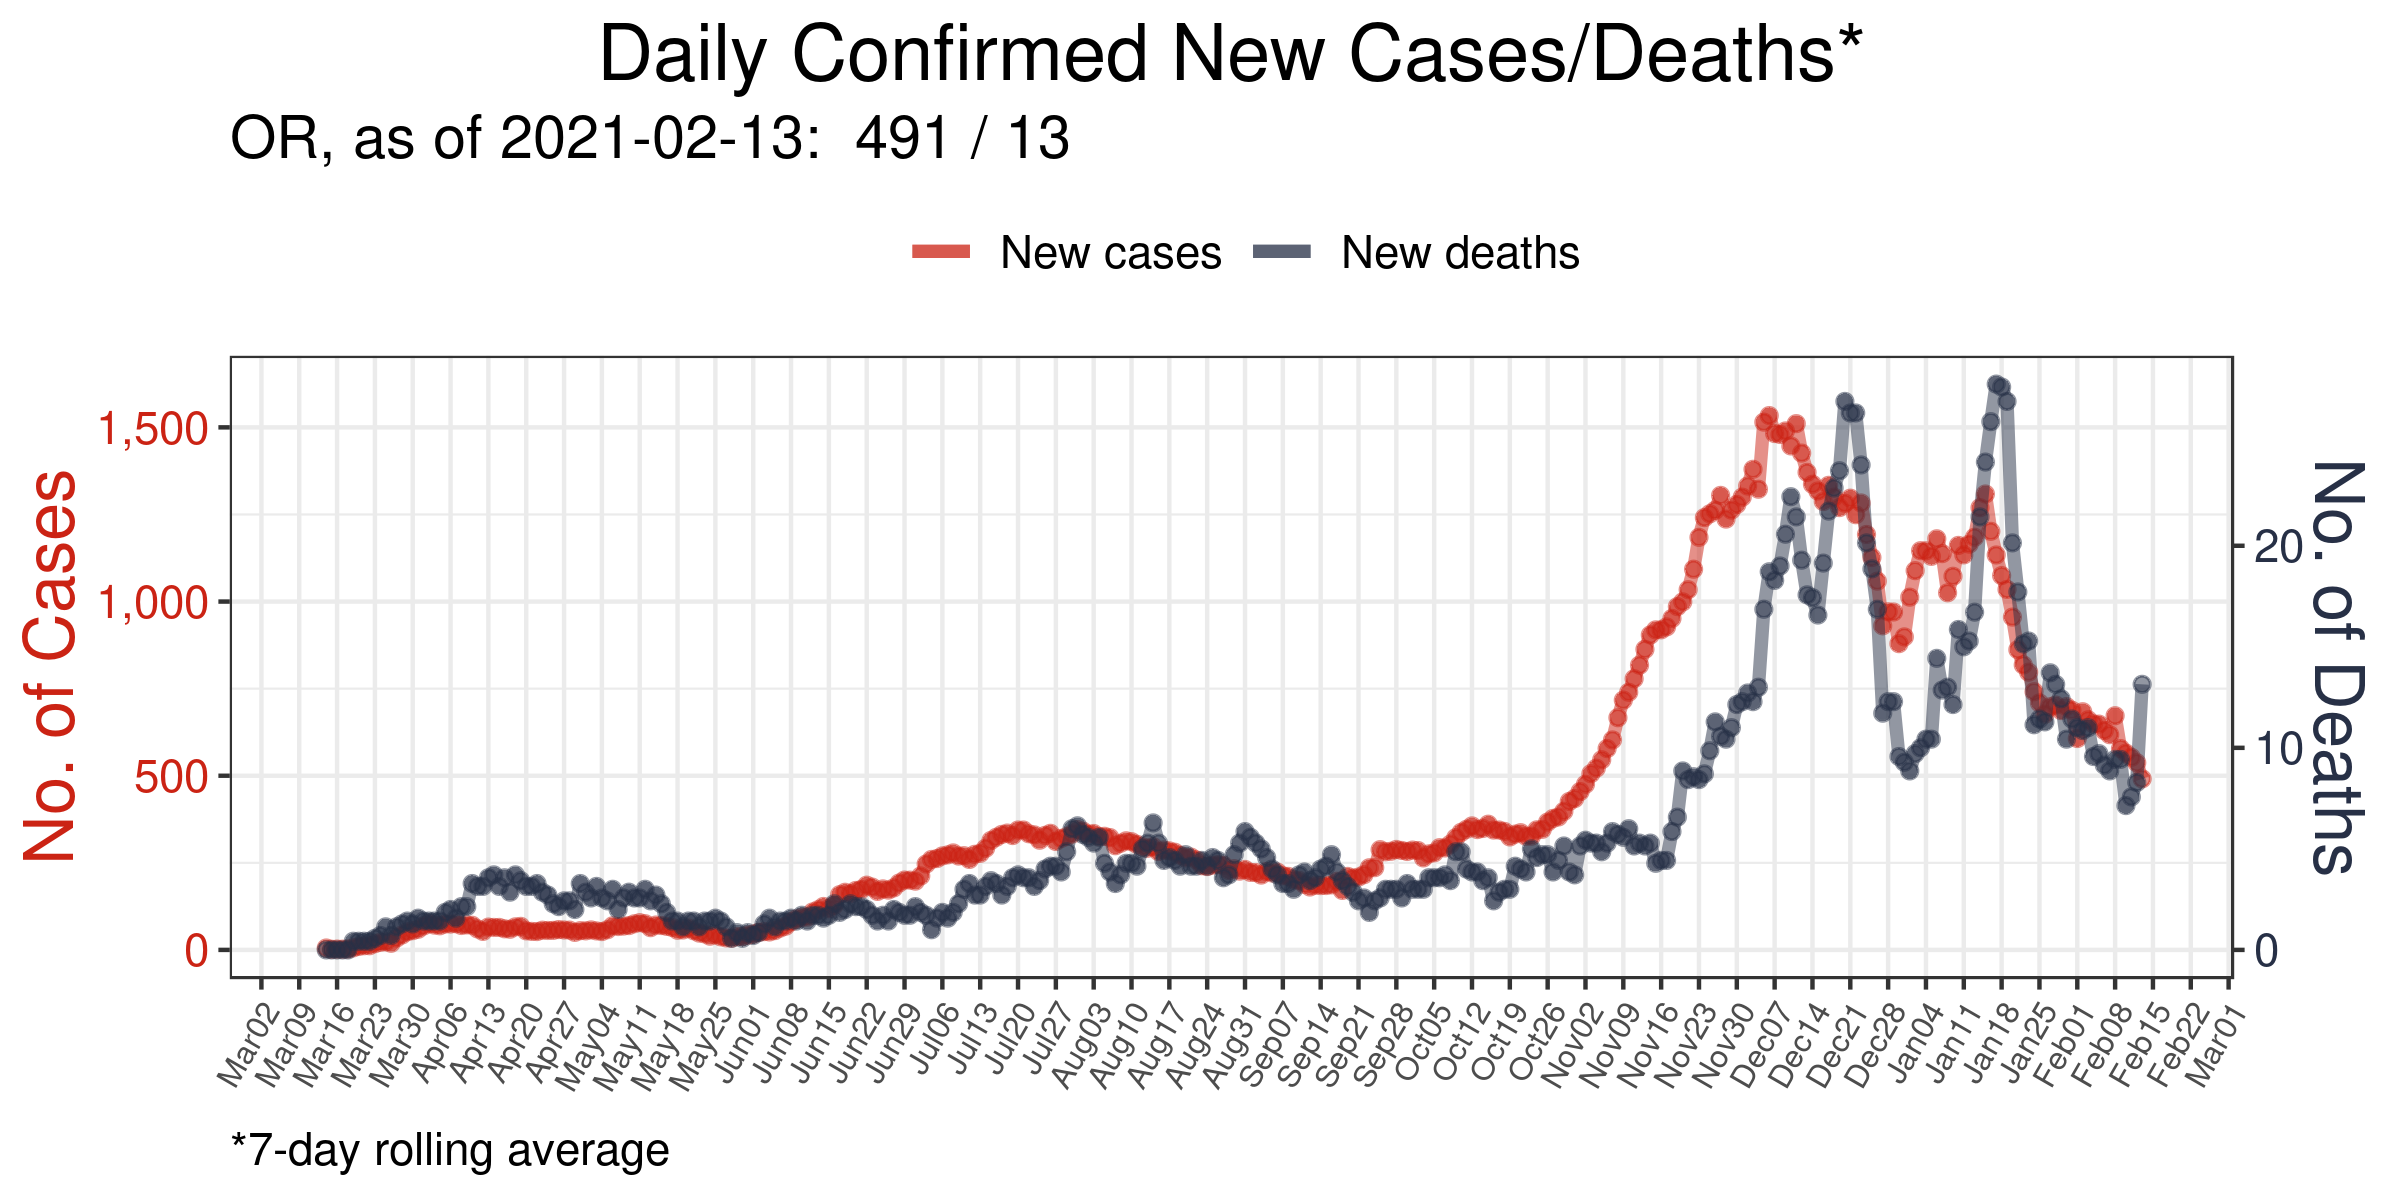 Daily Confirmed New Cases/Deaths*
OR, as of 2021-02-13:  491 / 13
New cases
New deaths
No. of Cases
1,500
1,000
500
0
No. of Deaths
20
10
0
Mar02
Mar09
Mar16
Mar23
Mar30
Apr06
Apr13
Apr20
Apr27
May04
May11
May18
May25
Jun01
Jun08
Jun15
Jun22
Jun29
Jul06
Jul13
Jul20
Jul27
Aug03
Aug10
Aug17
Aug24
Aug31
Sep07
Sep14
Sep21
Sep28
Oct05
Oct12
Oct19
Oct26
Nov02
Nov09
Nov16
Nov23
Nov30
Dec07
Dec14
Dec21
Dec28
Jan04
Jan11
Jan18
Jan25
Feb01
Feb08
Feb15
Feb22
Mar01
*7-day rolling average